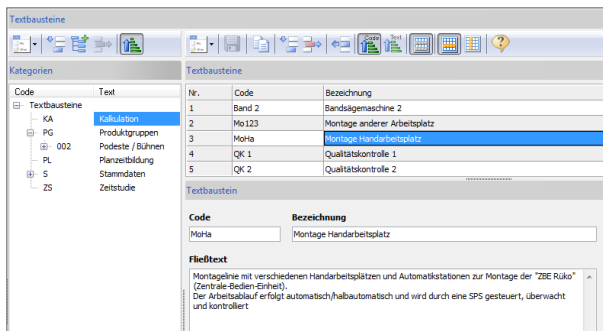 Textbausteine
Code Text
Kategorien
Code Text
Textbausteine
KA Kalkulation
PG Produktgruppen
002 Podeste / Bühnen
PL Planzeitbildung
S Stammdaten
ZS Zeitstudie
Textbausteine
Nr. Code Bezeichnung
1 Band 2 Bandsägemaschine 2
2 Mo123 Montage anderer Arbeitsplatz
3 MoHa Montage Handarbeitsplatz
4 QK 1 Qualitätskontrolle 1
5 QK 2 Qualitätskontrolle 2
Textbaustein
Code Bezeichnung
MoHa Montage Handarbeitsplatz
Fließtext
Montagelinie mit verschiedenen Handarbeitsplätzen und Automatikstationen zur Montage der "ZBE Rüko"
(Zentrale-Bedien-Einheit).
Der Arbeitsablauf erfolgt automatisch/halbautomatisch und wird durch eine SPS gesteuert, überwacht
und kontrolliert